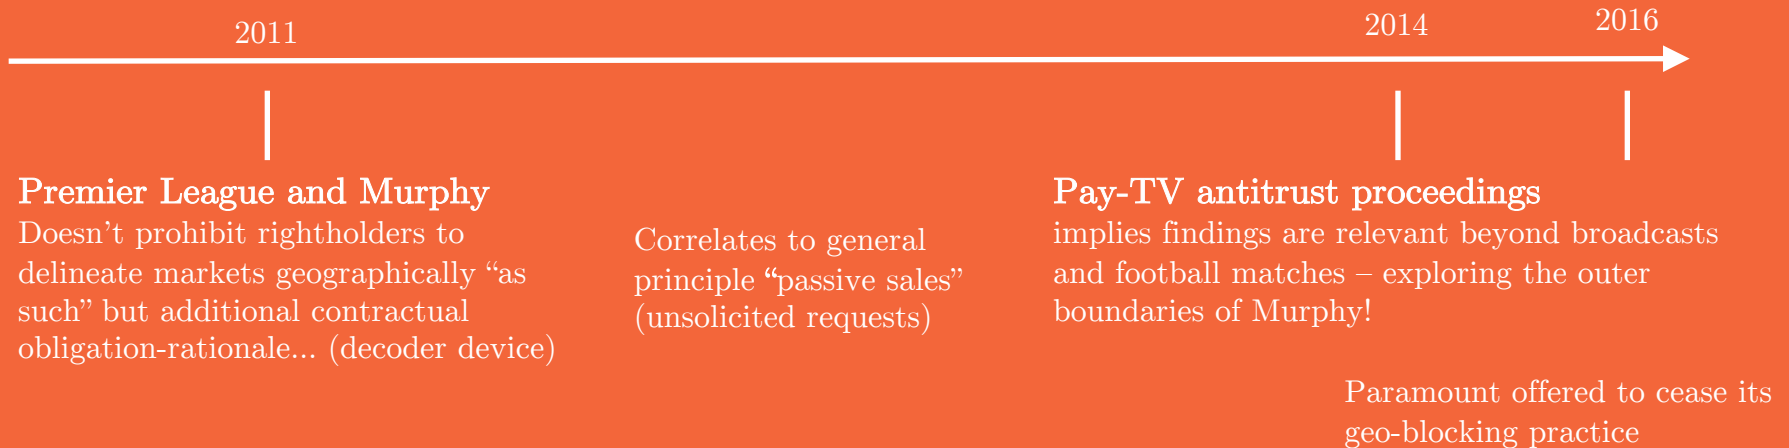 2011
2014
2016
Premier League and Murphy
Doesn't prohibit rightholders to
delineate markets geographically “as
such” but additional contractual
obligation-rationale... (decoder device)
Correlates to general
principle “passive sales”
(unsolicited requests)
Pay-TV antitrust proceedings
implies findings are relevant beyond broadcasts
and football matches – exploring the outer
boundaries of Murphy!
Paramount offered to cease its
geo-blocking practice